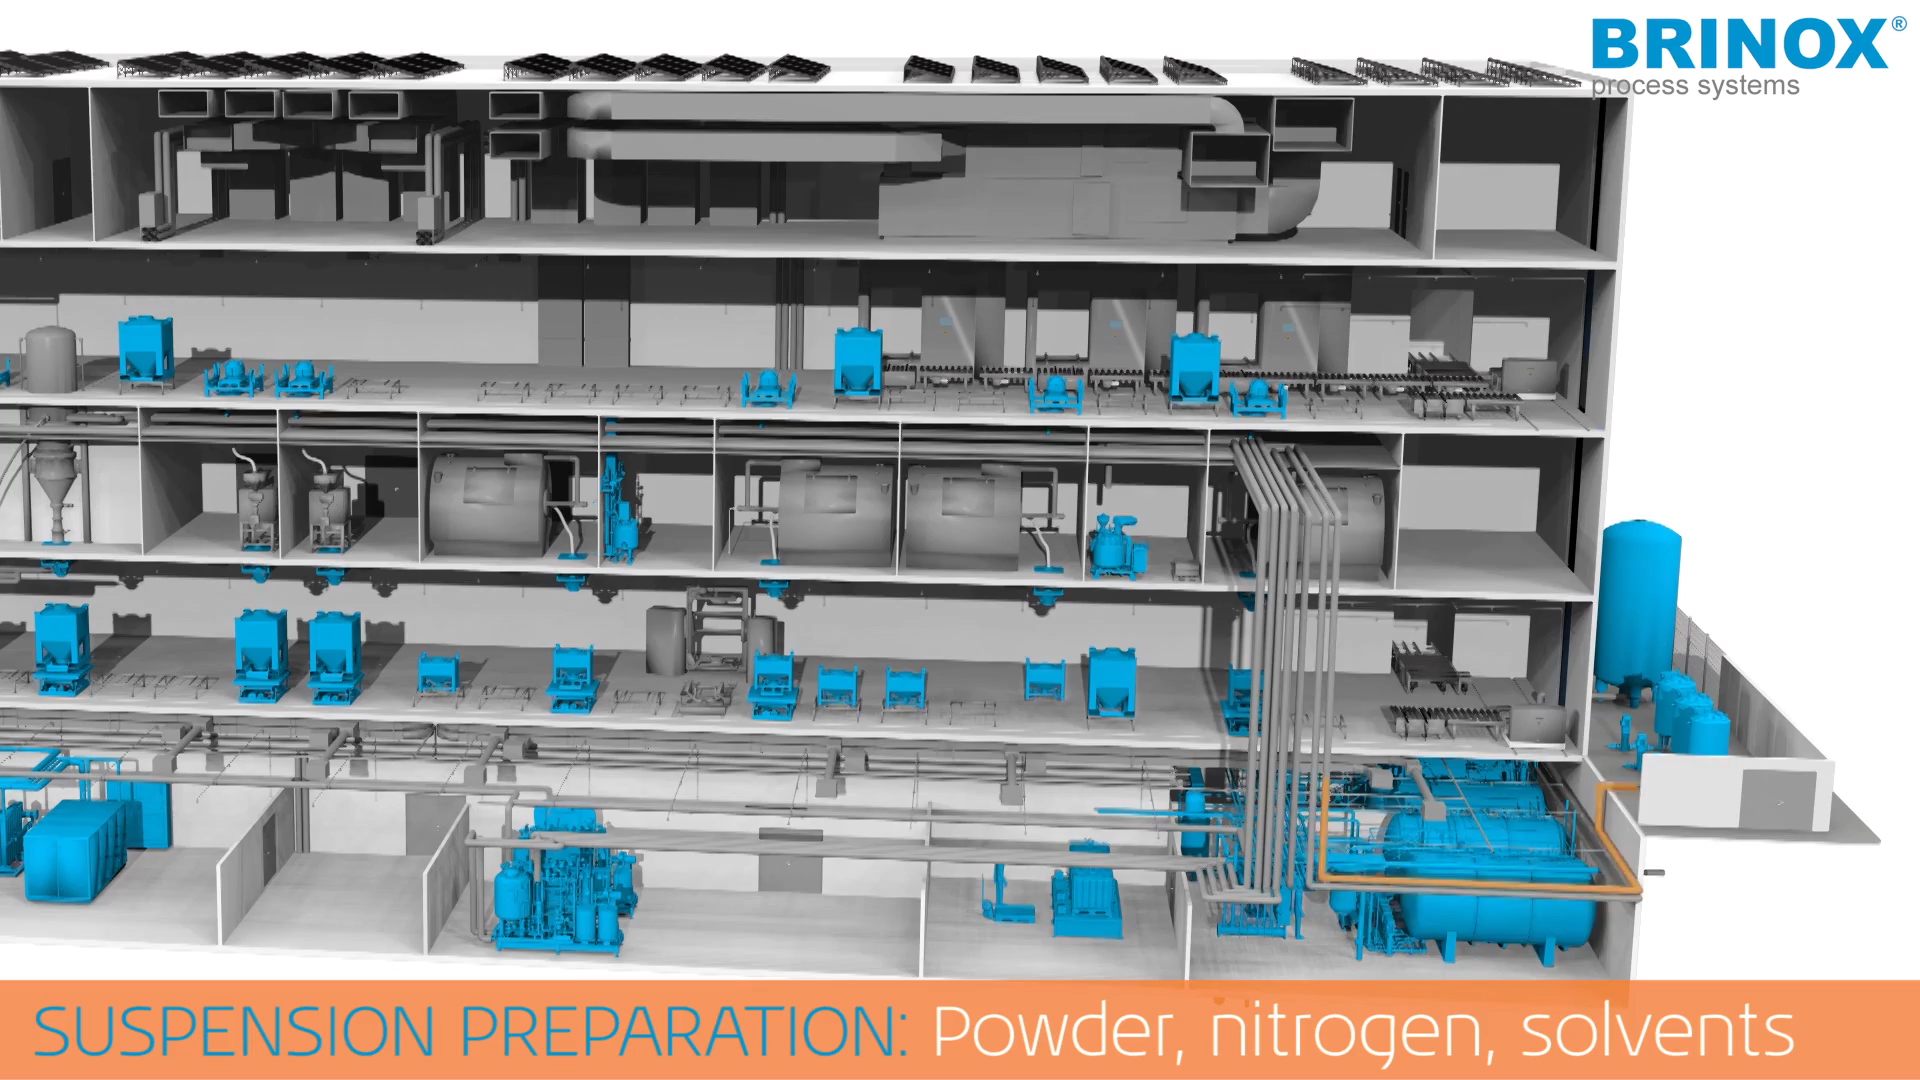 BRINOX®
process systems
SUSPENSION PREPARATION: Powder, nitrogen, solvents